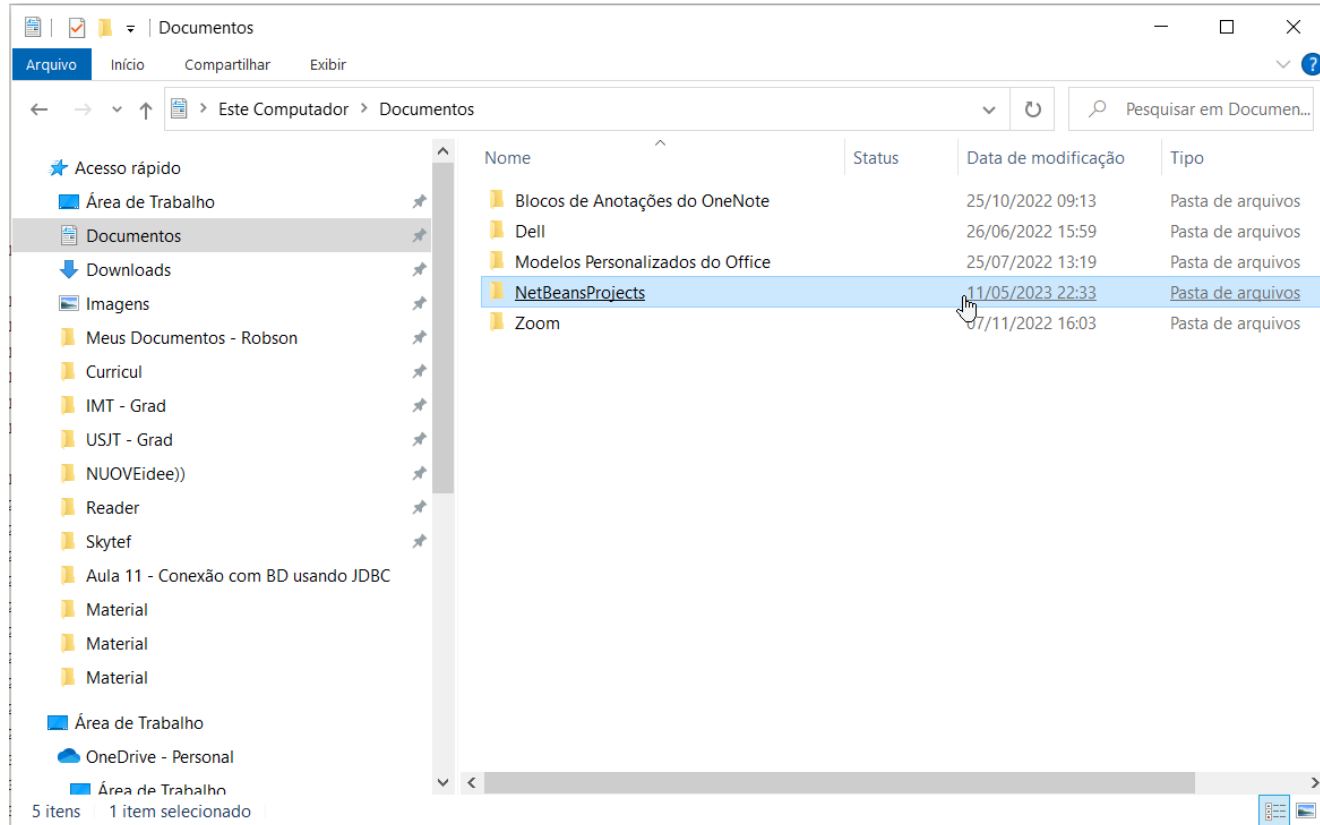 Documentos
Arquivo Início Compartilhar Exibir ?
Este Computador > Documentos Pesquisar em Documen...
Acesso rápido
Área de Trabalho
Documentos
Downloads
Imagens
Meus Documentos - Robson
Curricul
IMT - Grad
USJT - Grad
NUOVEidee))
Reader
Skytef
Aula 11 - Conexão com BD usando JDBC
Material
Material
Material
Área de Trabalho
OneDrive - Personal
Área de Trabalho
Nome Status Data de modificação Tipo
Blocos de Anotações do OneNote 25/10/2022 09:13 Pasta de arquivos
Dell 26/06/2022 15:59 Pasta de arquivos
Modelos Personalizados do Office 25/07/2022 13:19 Pasta de arquivos
NetBeansProjects 11/05/2023 22:33 Pasta de arquivos
Zoom 07/11/2022 16:03 Pasta de arquivos
5 itens 1 item selecionado